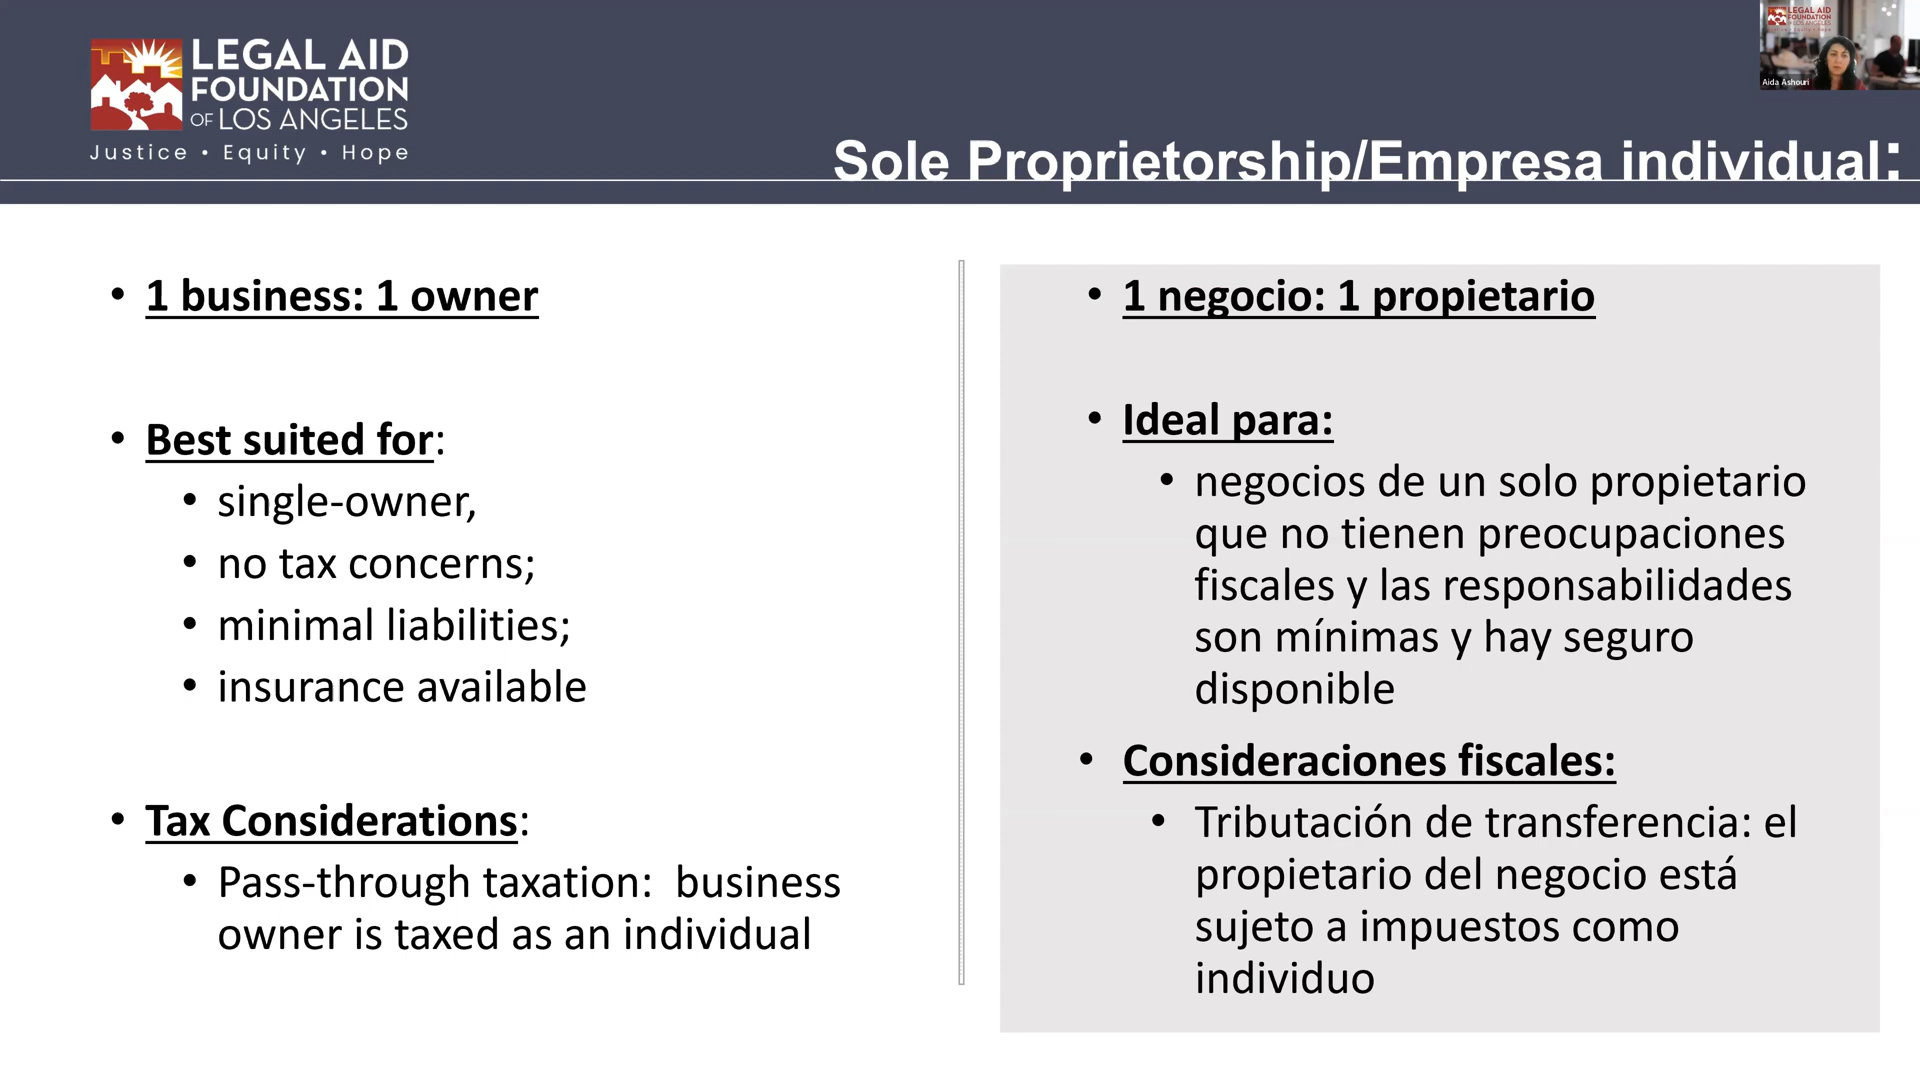 LEGAL AID
FOUNDATION
OF LOS ANGELES
Justice • Equity • Hope
LEGAL AID
FOUNDATION
Aida Ashouri
Sole Proprietorship/Empresa individual:
• 1 business: 1 owner
• Best suited for:
• single-owner,
• no tax concerns;
• minimal liabilities;
• insurance available
• Tax Considerations:
• Pass-through taxation:  business
owner is taxed as an individual
• 1 negocio: 1 propietario
• Ideal para:
• negocios de un solo propietario
que no tienen preocupaciones
fiscales y las responsabilidades
son mínimas y hay seguro
disponible
• Consideraciones fiscales:
• Tributación de transferencia: el
propietario del negocio está
sujeto a impuestos como
individuo